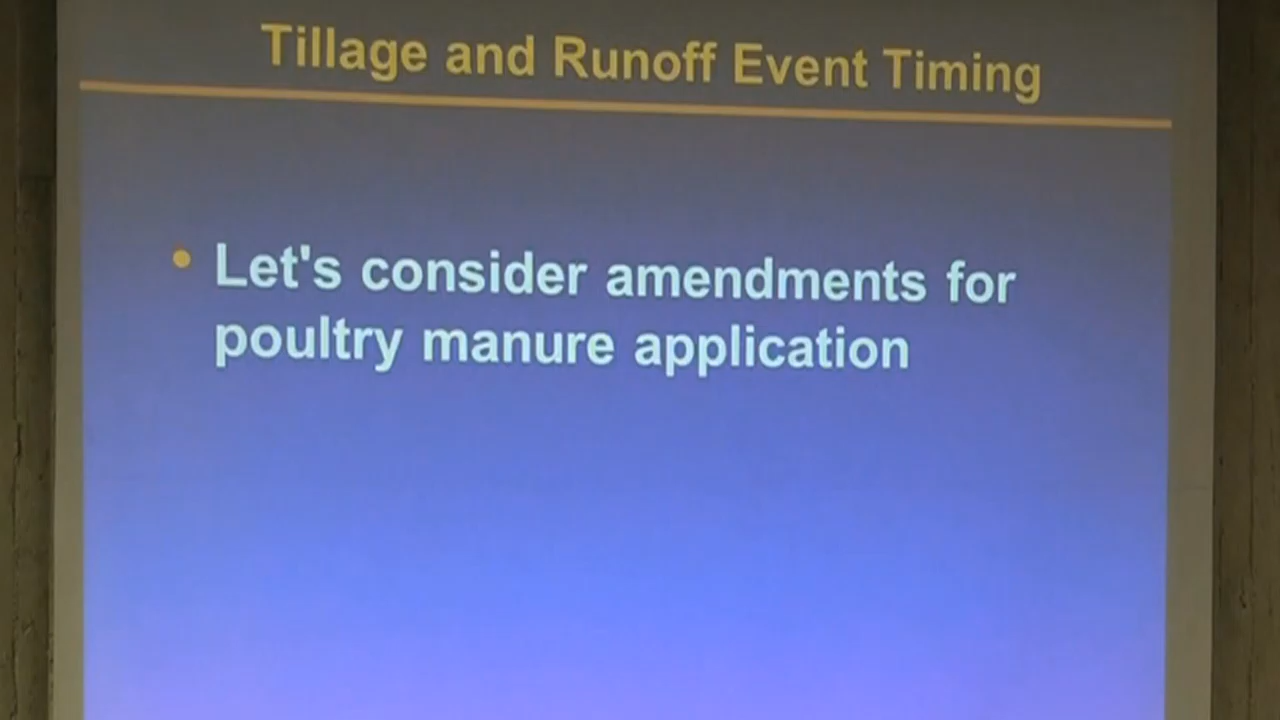 Tillage and Runoff Event Timing
• Let's consider amendments for
poultry manure application